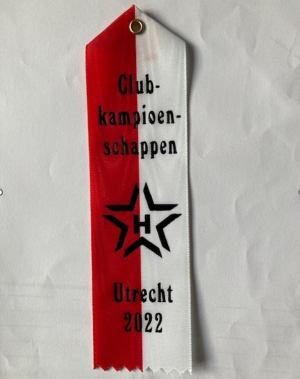 Club-
kampioen-
schappen
H
Utrecht
2022